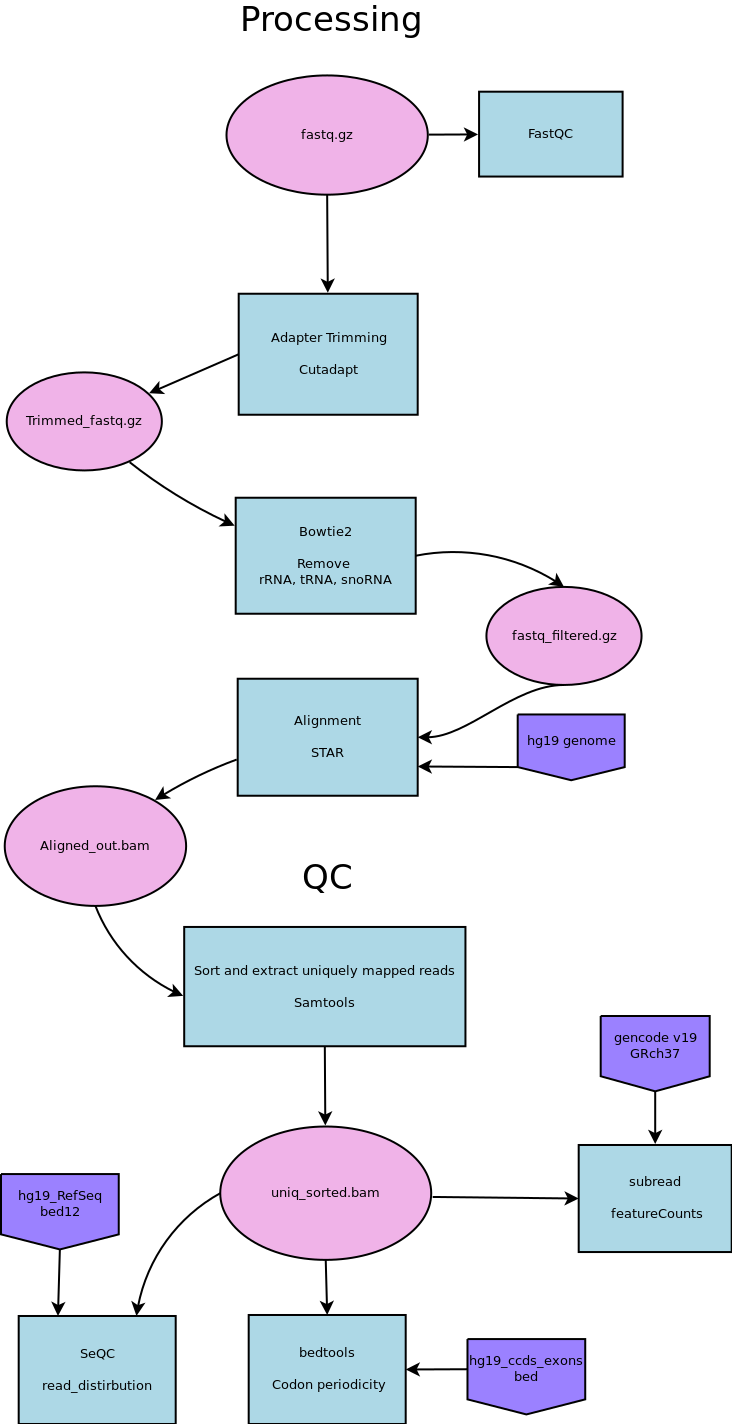 Processing
fastq.gz
FastQC
Adapter Trimming
Cutadapt
Trimmed_fastq.gz
Bowtie2
Remove
rRNA, tRNA, snoRNA
fastq_filtered.gz
Alignment
STAR
hg19 genome
Aligned_out.bam
QC
Sort and extract uniquely mapped reads
Samtools
gencode v19
GRch37
hg19_RefSeq
bed12
uniq_sorted.bam
subread
featureCounts
SeQC
read_distirbution
bedtools
Codon periodicity
hg19_ccds_exons
bed